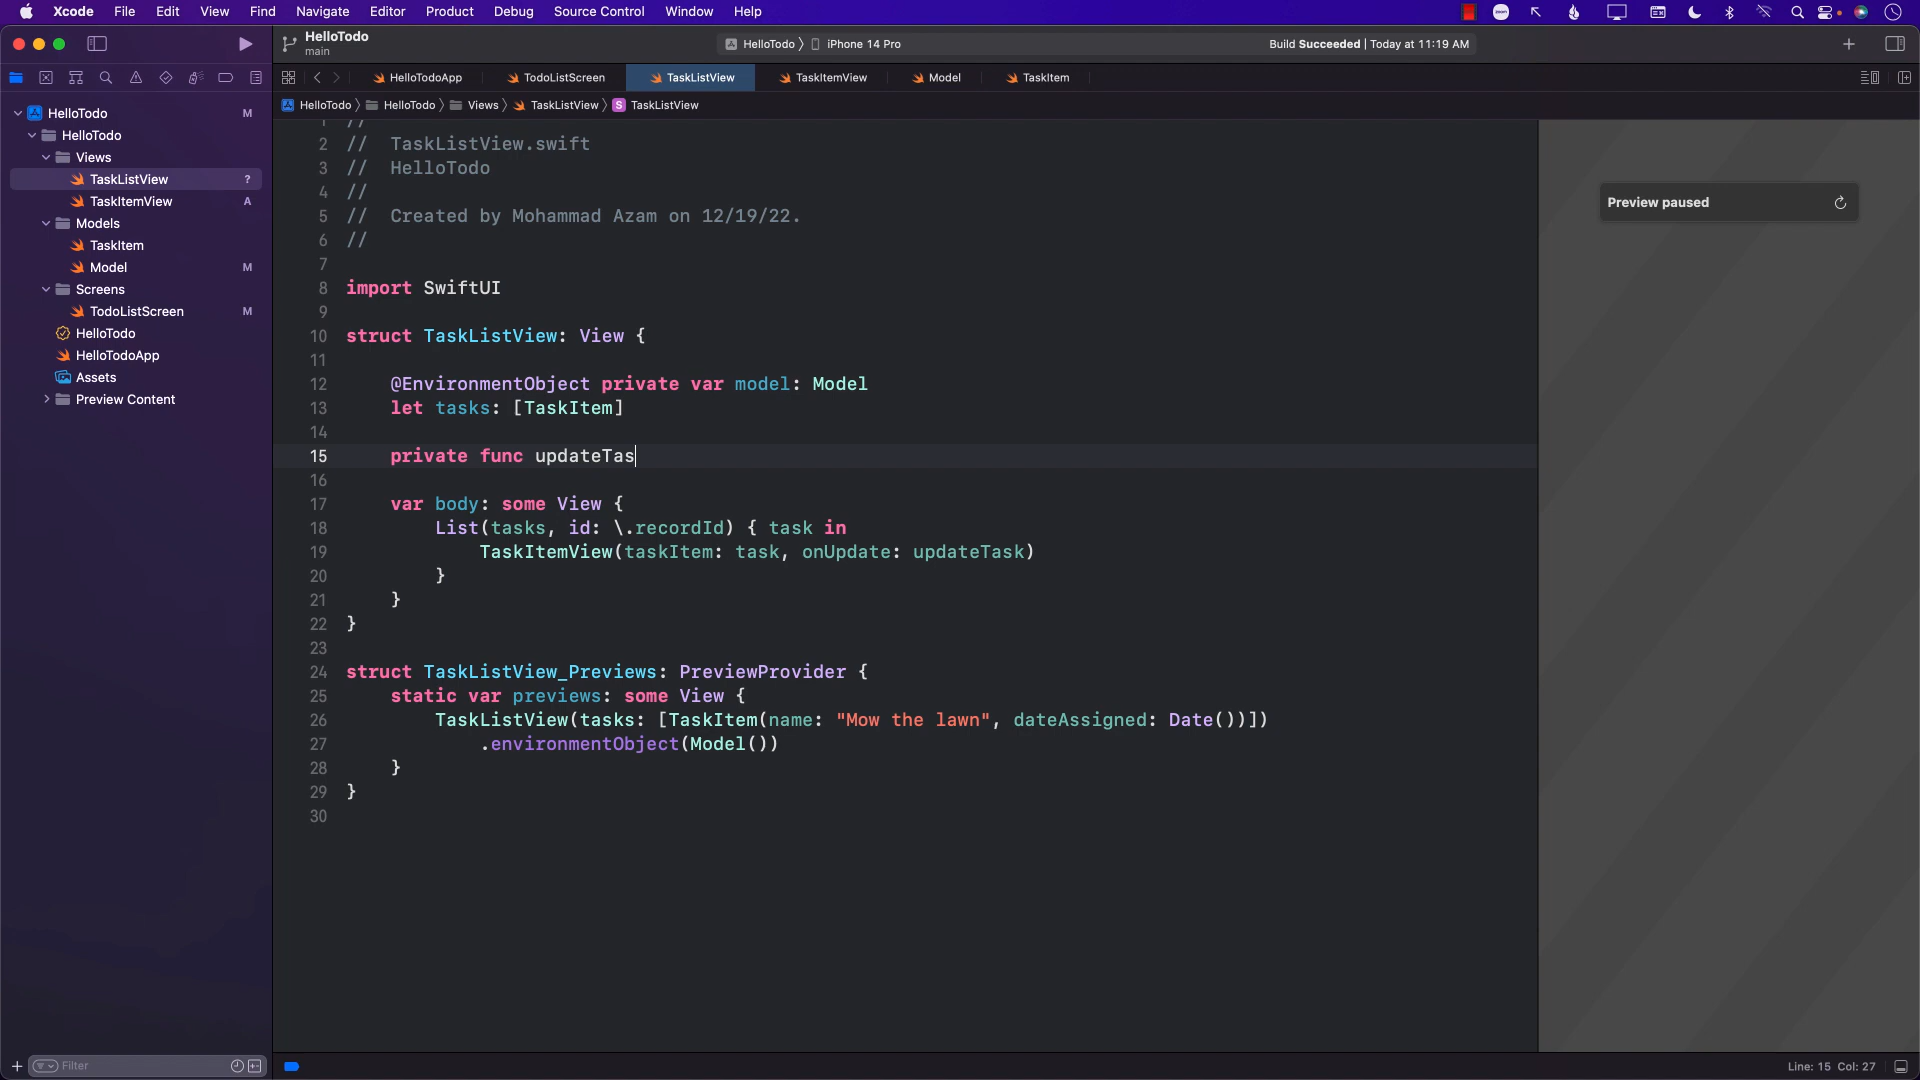 Xcode File Edit View Find Navigate Editor Product Debug Source Control Window Help
HelloTodo
main
HelloTodo 〉 iPhone 14 Pro
Build Succeeded | Today at 11:19 AM
HelloTodoApp TodoListScreen TaskListView TaskItemView Model TaskItem
HelloTodo 〉 HelloTodo 〉 Views 〉 TaskListView 〉 S TaskListView
HelloTodo M
HelloTodo
Views
TaskListView ?
TaskItemView A
Models
TaskItem
Model M
Screens
TodoListScreen M
HelloTodo
HelloTodoApp
Assets
Preview Content
Filter
1 //
2 //  TaskListView.swift
3 //  HelloTodo
4 //
5 //  Created by Mohammad Azam on 12/19/22.
6 //
7
8 import SwiftUI
9
10 struct TaskListView: View {
11
12     @EnvironmentObject private var model: Model
13     let tasks: [TaskItem]
14
15     private func updateTas
16
17     var body: some View {
18         List(tasks, id: \.recordId) { task in
19             TaskItemView(taskItem: task, onUpdate: updateTask)
20         }
21     }
22 }
23
24 struct TaskListView_Previews: PreviewProvider {
25     static var previews: some View {
26         TaskListView(tasks: [TaskItem(name: "Mow the lawn", dateAssigned: Date())])
27             .environmentObject(Model())
28     }
29 }
30
Preview paused
Line: 15 Col: 27